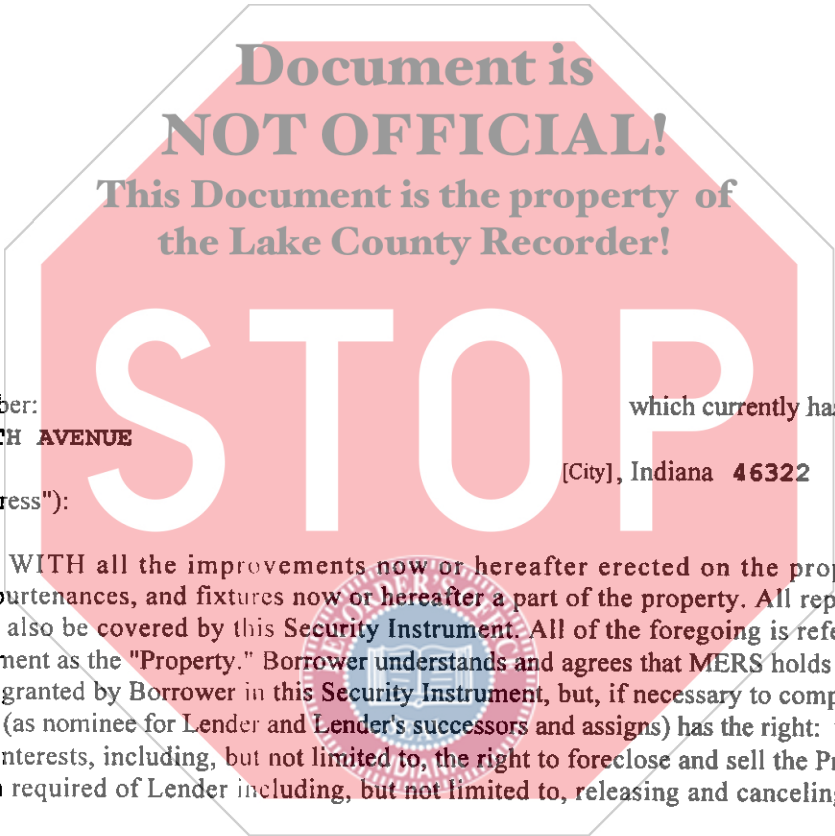 Document is
NOT OFFICIAL!
This Document is the property of
the Lake County Recorder!
STOP
ber:
which currently has
TH AVENUE
[City], Indiana 46322
ress"):
WITH all the improvements now or hereafter erected on the prop
purtenances, and fixtures now or hereafter a part of the property. All rep
also be covered by this Security Instrument. All of the foregoing is refe
ment as the "Property." Borrower understands and agrees that MERS holds
granted by Borrower in this Security Instrument, but, if necessary to comp
(as nominee for Lender and Lender's successors and assigns) has the right:
nterests, including, but not limited to, the right to foreclose and sell the Pr
required of Lender including, but not limited to, releasing and canceling